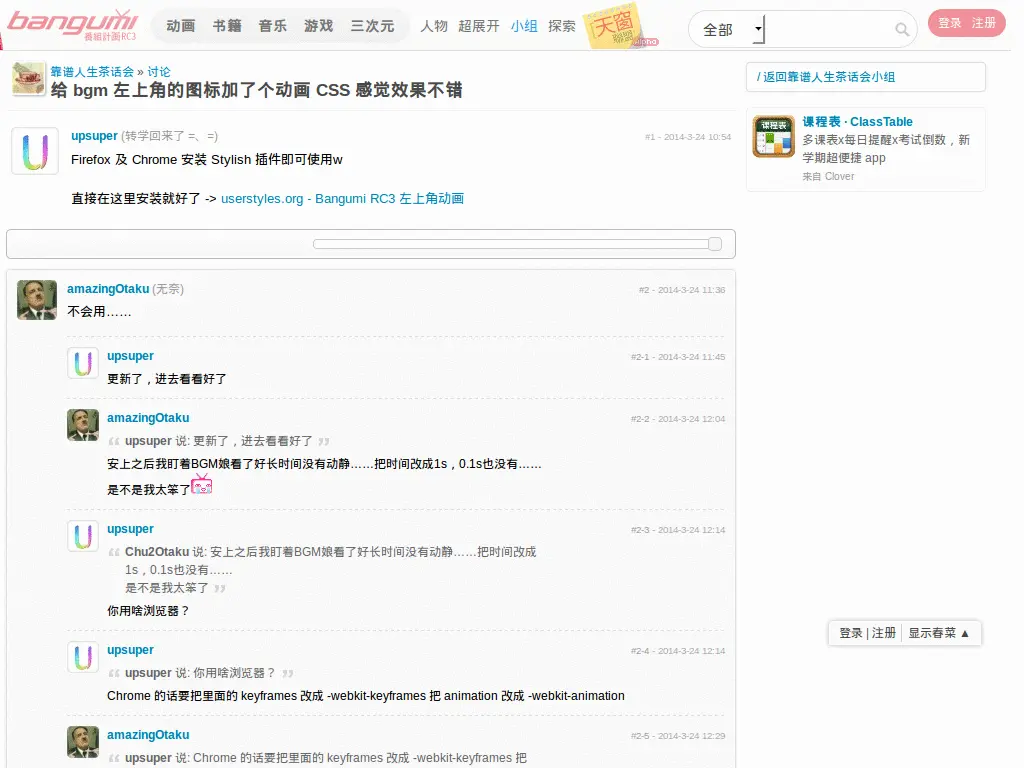 bangumi
番組計画RC3
动画 书籍 音乐 游戏 三次元 人物 超展开 小组 探索
天窗
联盟
alpha
全部
登录 注册
靠谱人生茶话会 » 讨论
给 bgm 左上角的图标加了个动画 CSS 感觉效果不错
/ 返回靠谱人生茶话会小组
课程表
课程表 · ClassTable
多课表x每日提醒x考试倒数，新
学期超便捷 app
来自 Clover
upsuper (转学回来了 =、=)
#1 - 2014-3-24 10:54
Firefox 及 Chrome 安装 Stylish 插件即可使用w
直接在这里安装就好了 -> userstyles.org - Bangumi RC3 左上角动画
amazingOtaku (无奈)
#2 - 2014-3-24 11:36
不会用……
upsuper
#2-1 - 2014-3-24 11:45
更新了，进去看看好了
amazingOtaku
#2-2 - 2014-3-24 12:04
“ upsuper 说: 更新了，进去看看好了 ”
安上之后我盯着BGM娘看了好长时间没有动静……把时间改成1s，0.1s也没有……
是不是我太笨了
upsuper
#2-3 - 2014-3-24 12:14
“ Chu2Otaku 说: 安上之后我盯着BGM娘看了好长时间没有动静……把时间改成
1s，0.1s也没有……
是不是我太笨了 ”
你用啥浏览器？
upsuper
#2-4 - 2014-3-24 12:14
“ upsuper 说: 你用啥浏览器？ ”
Chrome 的话要把里面的 keyframes 改成 -webkit-keyframes 把 animation 改成 -webkit-animation
amazingOtaku
#2-5 - 2014-3-24 12:29
“ upsuper 说: Chrome 的话要把里面的 keyframes 改成 -webkit-keyframes 把
登录 | 注册 显示春菜 ▲